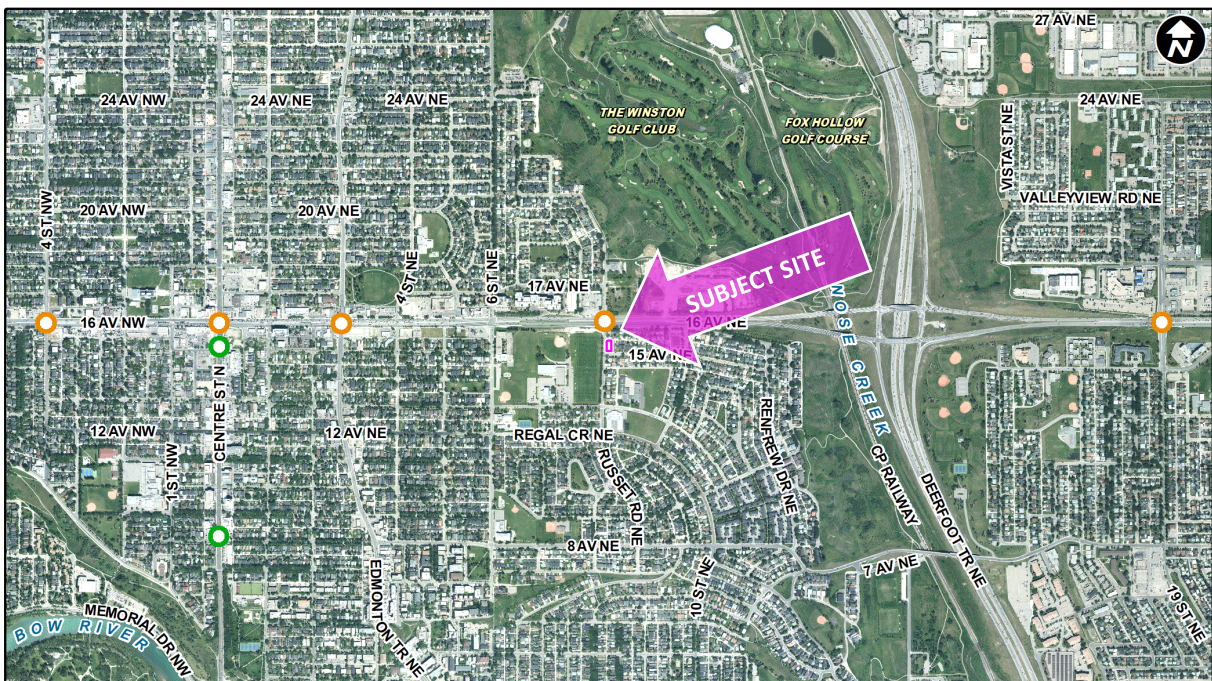 27 AV NE
N
24 AV NW
24 AV NE
24 AV NE
24 AV NE
THE WINSTON
GOLF CLUB
FOX HOLLOW
GOLF COURSE
VISTA ST NE
4 ST NW
20 AV NW
20 AV NE
VALLEYVIEW RD NE
4 ST NE
6 ST NE
17 AV NE
SUBJECT SITE
16 AV NW
16 AV NE
NOSE CREEK
15 AV NE
CENTRE ST N
12 AV NW
12 AV NE
REGAL CR NE
RENFREW DR NE
1 ST NW
RUSSET RD NE
CP RAILWAY
DEERFOOT TR NE
8 AV NE
7 AV NE
EDMONTON TR NE
10 ST NE
19 ST NE
MEMORIAL DR NW
BOW RIVER